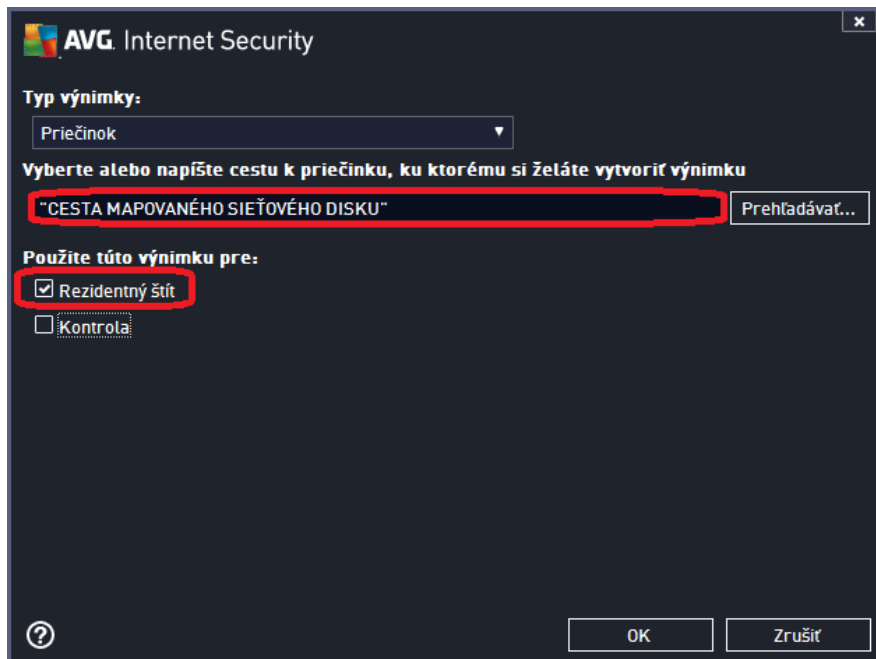 AVG. Internet Security
Typ výnimky:
Priečinok
Vyberte alebo napíšte cestu k priečinku, ku ktorému si želáte vytvoriť výnimku
"CESTA MAPOVANÉHO SIEŤOVÉHO DISKU"
Prehľadávať...
Použite túto výnimku pre:
Rezidentný štít
Kontrola
OK
Zrušiť